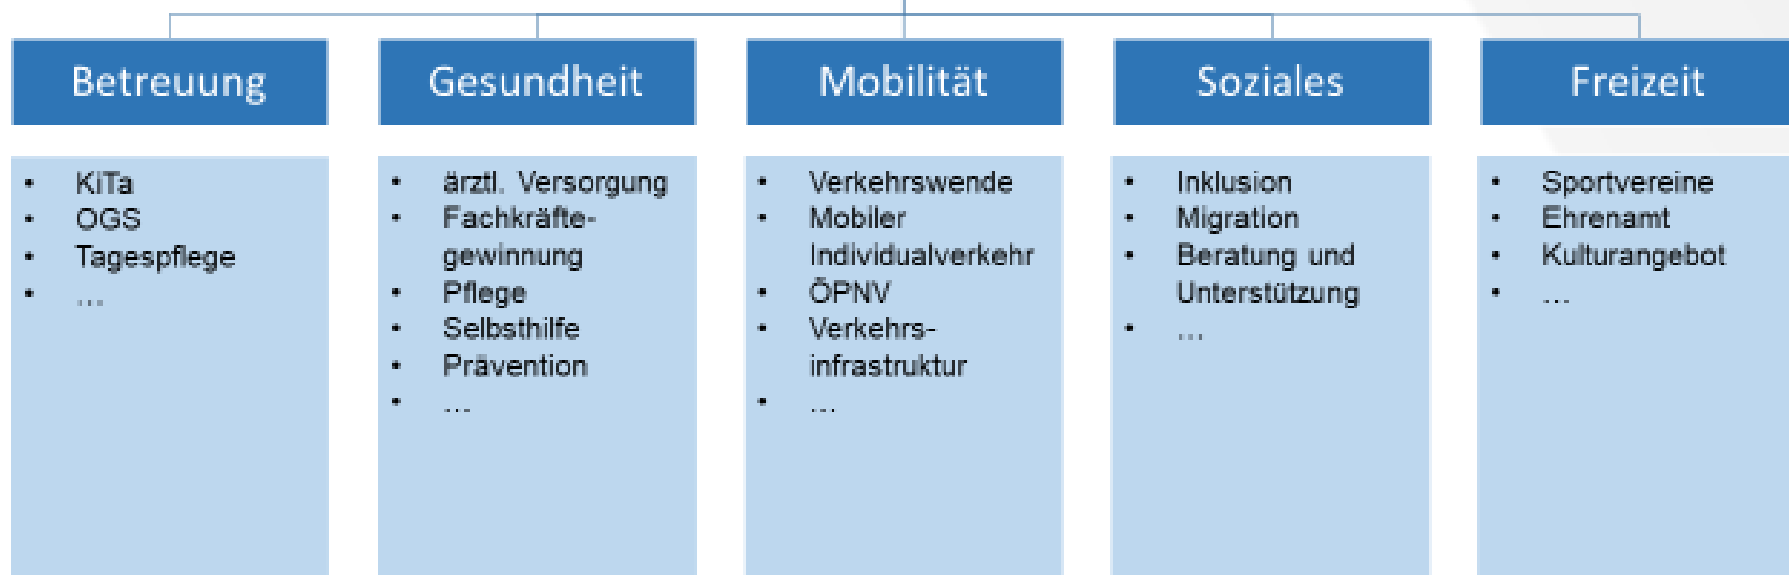 Betreuung
• KiTa
• OGS
• Tagespflege
• ...
Gesundheit
• ärztl. Versorgung
• Fachkräfte-
gewinnung
• Pflege
• Selbsthilfe
• Prävention
• ...
Mobilität
• Verkehrswende
• Mobiler
Individualverkehr
• ÖPNV
• Verkehrs-
infrastruktur
• ...
Soziales
• Inklusion
• Migration
• Beratung und
Unterstützung
• ...
Freizeit
• Sportvereine
• Ehrenamt
• Kulturangebot
• ...